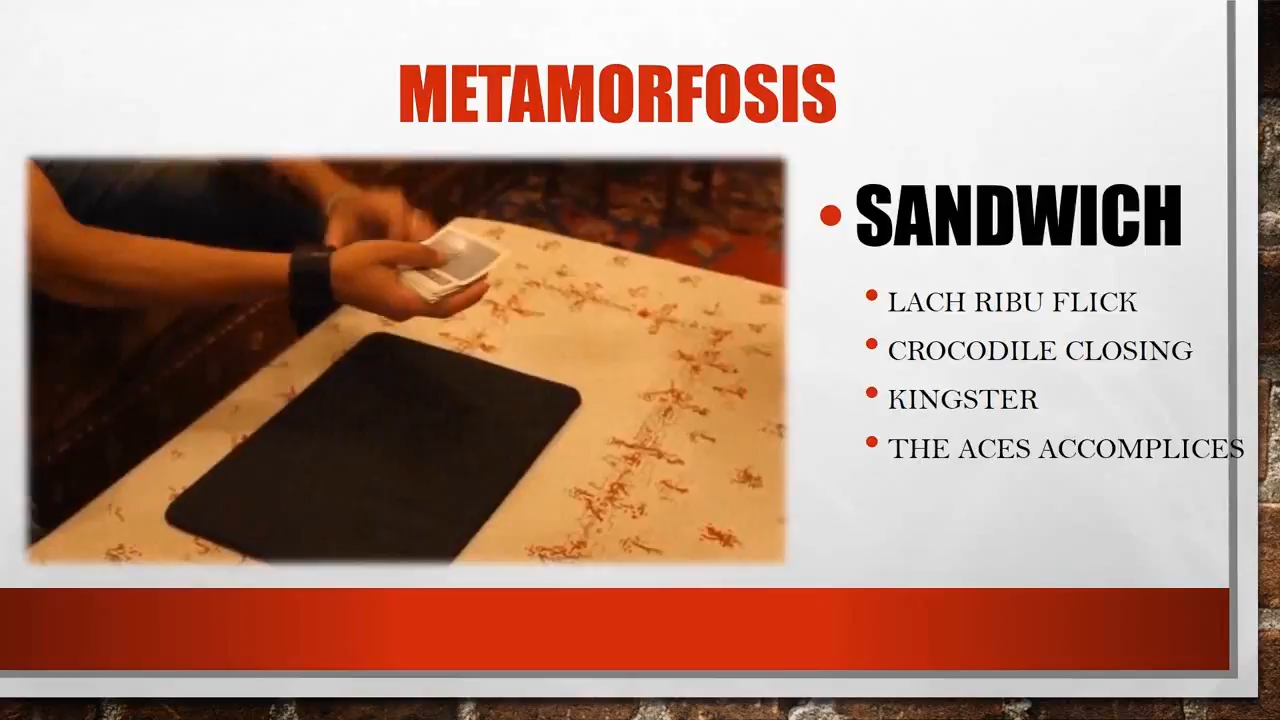 METAMORFOSIS
• SANDWICH
• LACH RIBU FLICK
• CROCODILE CLOSING
• KINGSTER
• THE ACES ACCOMPLICES